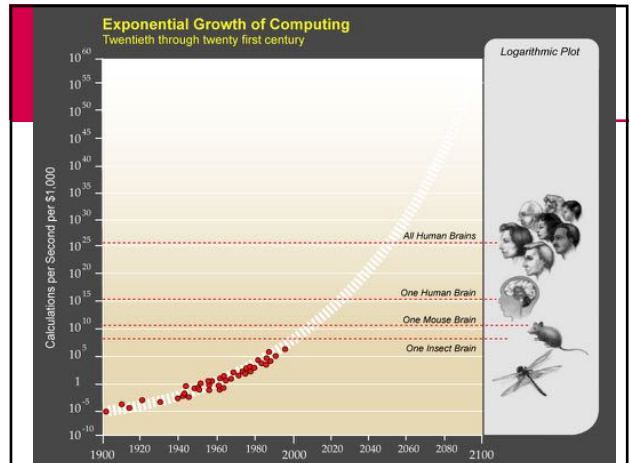 Exponential Growth of Computing
Twentieth through twenty first century
Logarithmic Plot
Calculations per Second per $1,000
10^60
10^55
10^50
10^45
10^40
10^35
10^30
10^25
10^20
10^15
10^10
10^5
1
10^-5
10^-10
All Human Brains
One Human Brain
One Mouse Brain
One Insect Brain
1900 1920 1940 1960 1980 2000 2020 2040 2060 2080 2100